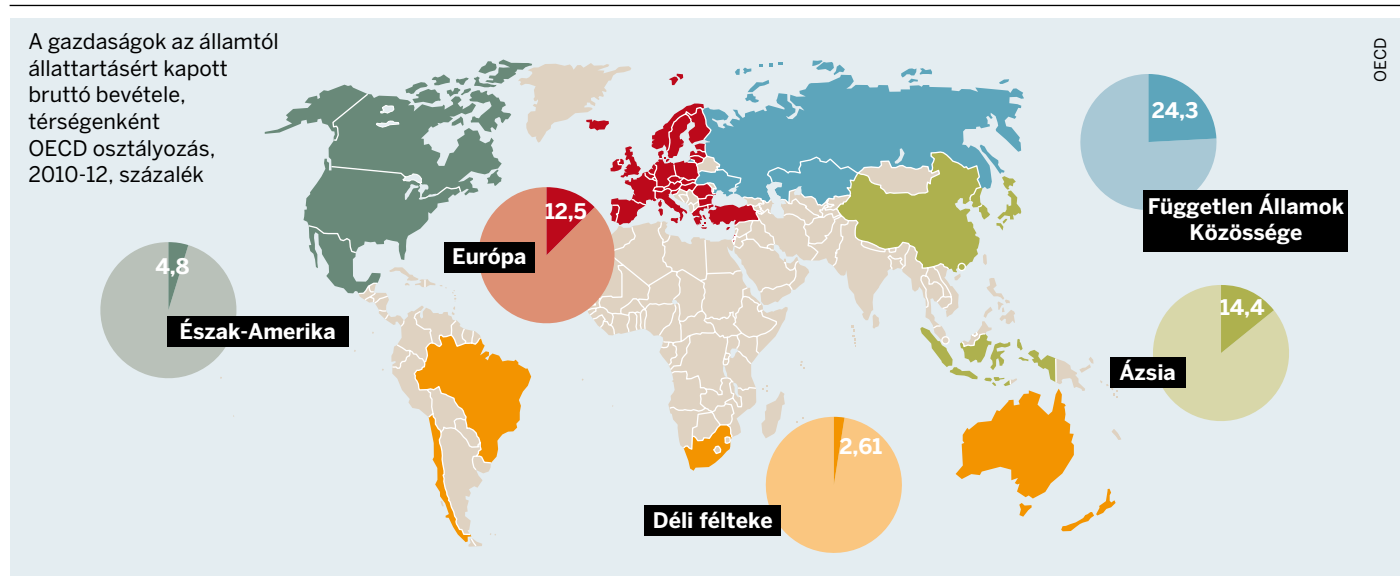 A gazdaságok az államtól
állattartásért kapott
bruttó bevétele,
térségenként
OECD osztályozás,
2010-12, százalék
OECD
24,3
Független Államok
Közössége
12,5
Európa
4,8
Észak-Amerika
14,4
Ázsia
2,61
Déli félteke